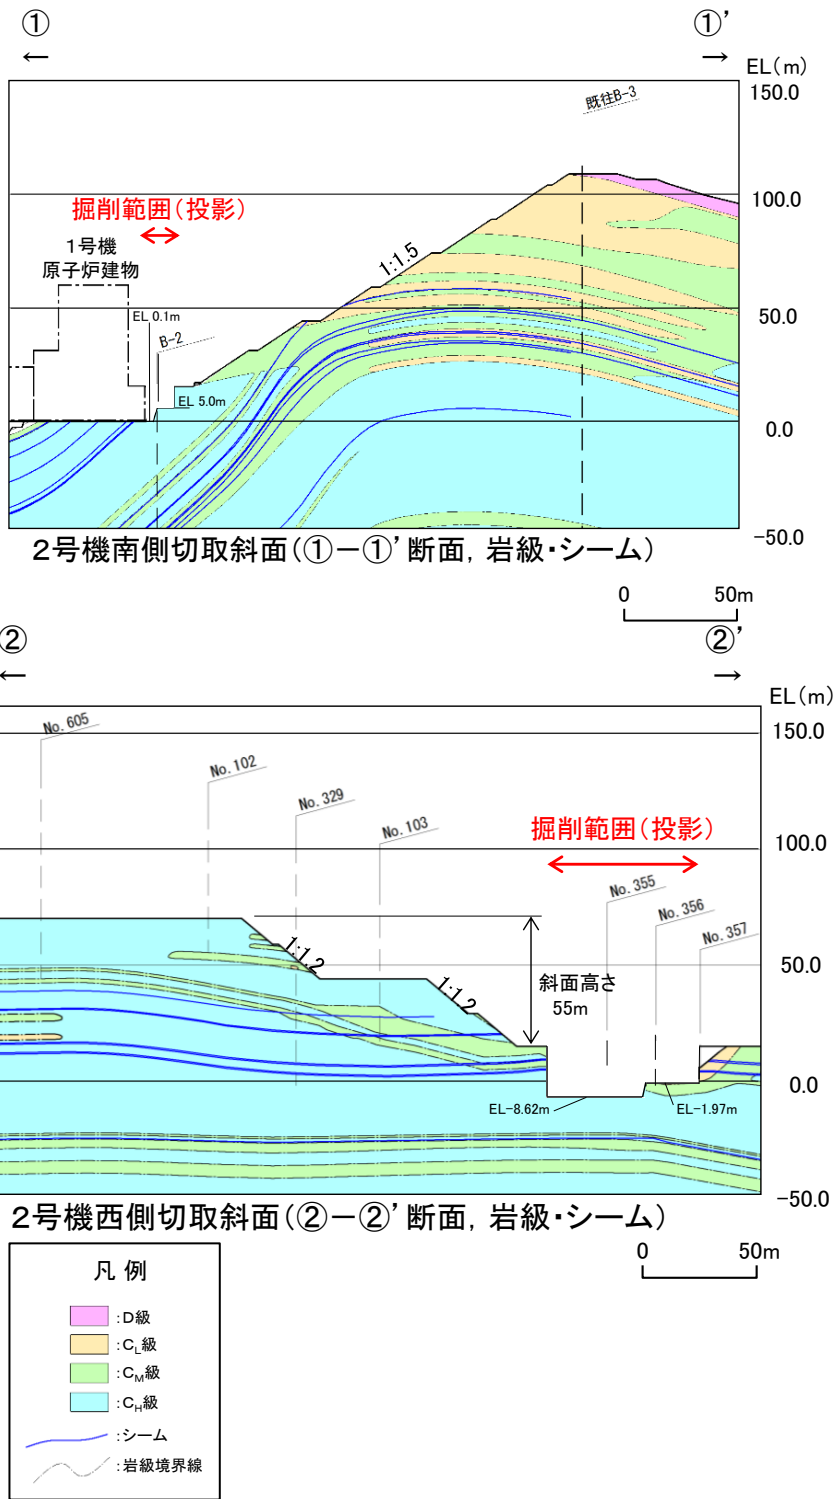 ① ①’
← →
EL(m)
150.0
既往B-3
100.0
掘削範囲(投影)
1号機
原子炉建物
1:1.5
EL 0.1m
50.0
B-2
EL 5.0m
0.0
-50.0
2号機南側切取斜面(①-①’断面,岩級・シーム)
0 50m
② ②’
← →
EL(m)
No.605
150.0
No.102
No.329
No.103
掘削範囲(投影)
100.0
No.355
No.356
No.357
1:1.2
50.0
1:1.2
斜面高さ
55m
0.0
EL-8.62m EL-1.97m
-50.0
2号機西側切取斜面(②-②’断面,岩級・シーム)
0 50m
凡 例
:D級
:CL級
:CM級
:CH級
:シーム
:岩級境界線